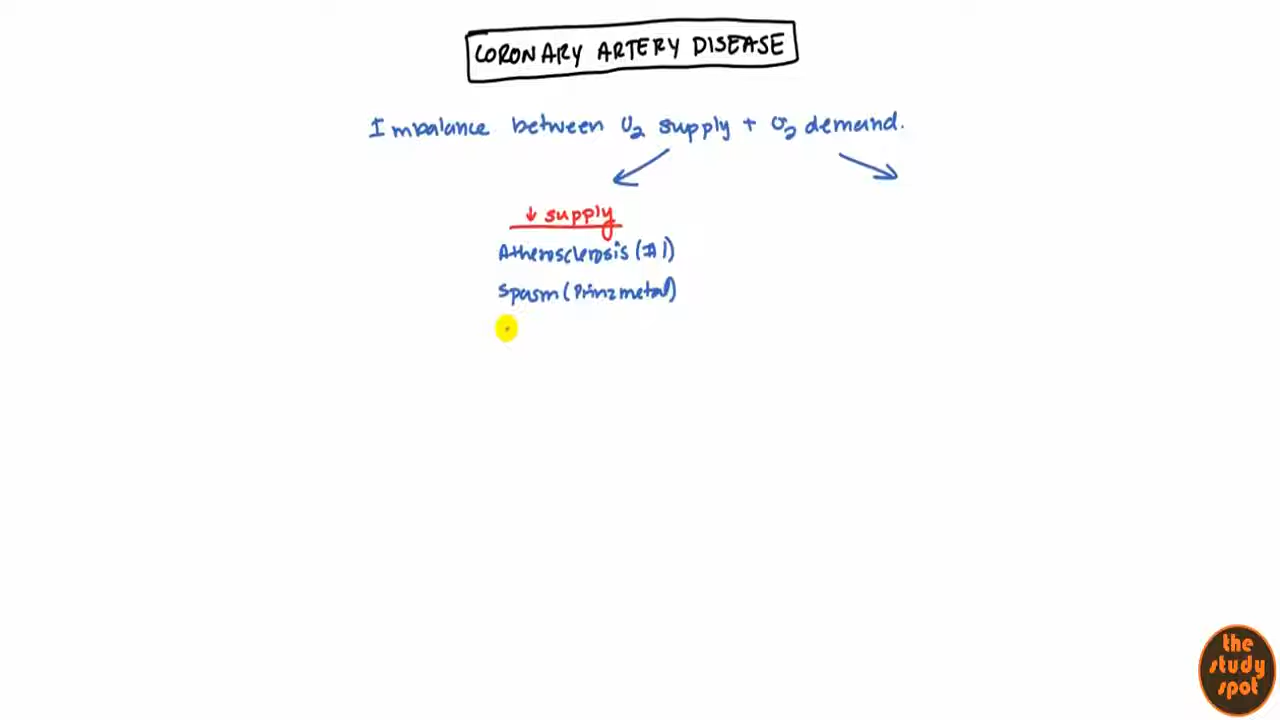 CORONARY ARTERY DISEASE
Imbalance between O2 supply + O2 demand.
↓ supply
Atherosclerosis (#1)
Spasm (Prinzmetal)
the
study
spot